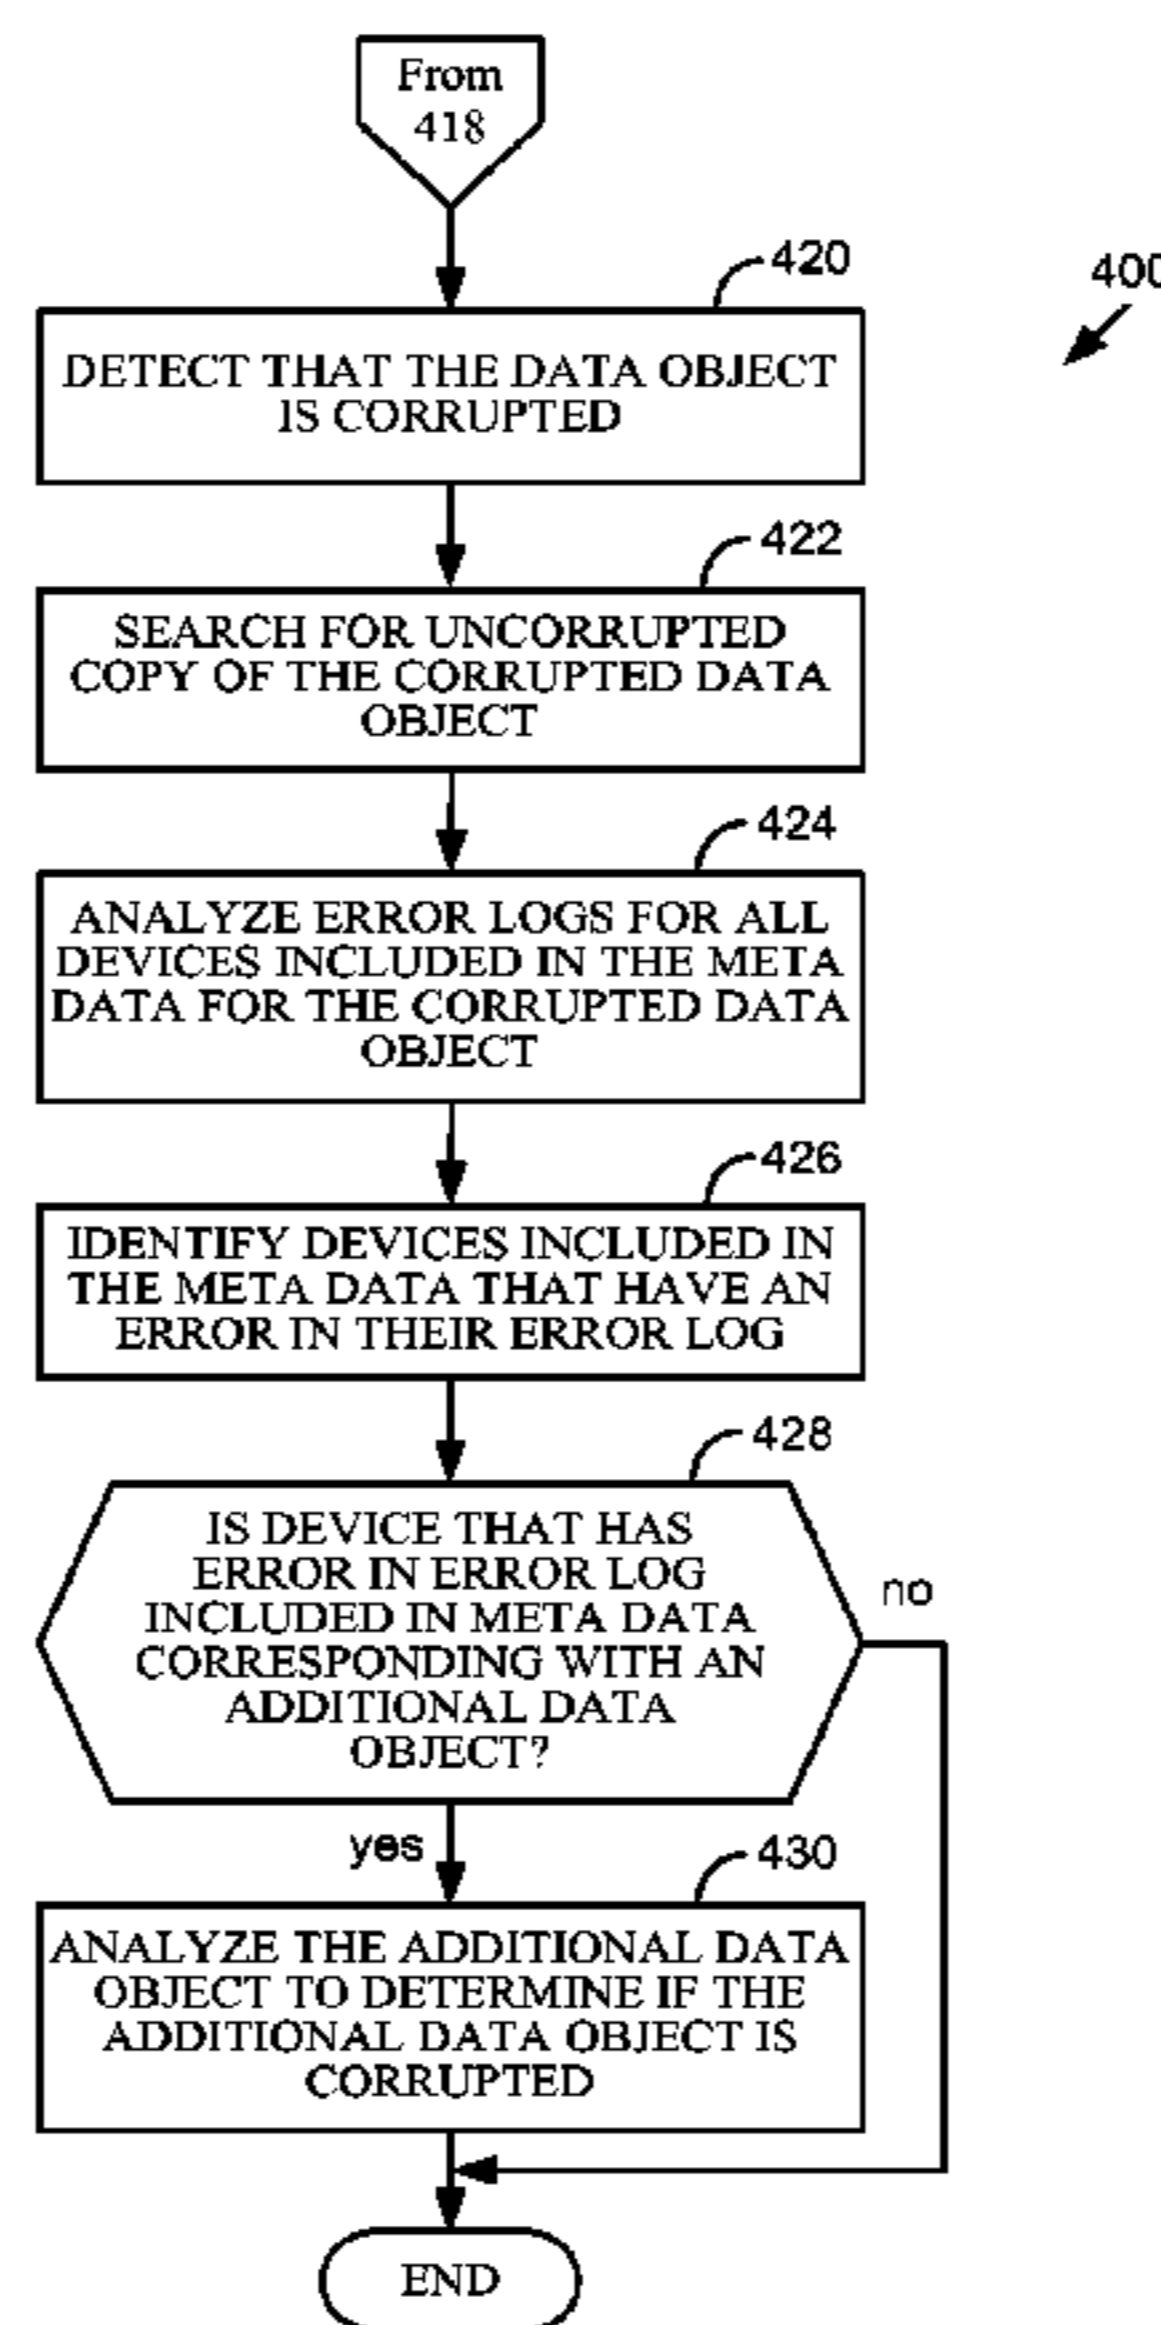 From
418
420
400
DETECT THAT THE DATA OBJECT
IS CORRUPTED
422
SEARCH FOR UNCORRUPTED
COPY OF THE CORRUPTED DATA
OBJECT
424
ANALYZE ERROR LOGS FOR ALL
DEVICES INCLUDED IN THE META
DATA FOR THE CORRUPTED DATA
OBJECT
426
IDENTIFY DEVICES INCLUDED IN
THE META DATA THAT HAVE AN
ERROR IN THEIR ERROR LOG
428
IS DEVICE THAT HAS
ERROR IN ERROR LOG
INCLUDED IN META DATA
CORRESPONDING WITH AN
ADDITIONAL DATA
OBJECT?
no
yes
430
ANALYZE THE ADDITIONAL DATA
OBJECT TO DETERMINE IF THE
ADDITIONAL DATA OBJECT IS
CORRUPTED
END